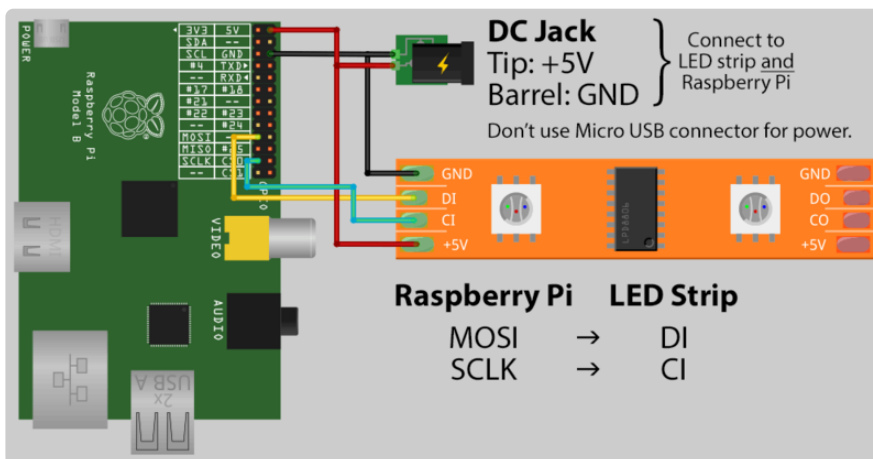 POWER
Raspberry Pi
Model B
3V3 5V
SDA --
SCL GND
#4 TXD
-- RXD
#17 #18
#21 --
#22 #23
-- #24
MOSI
MISO
SCLK
--
GPIO
HDMI
VIDEO
AUDIO
2x
USB A
DC Jack
Tip: +5V
Barrel: GND
Connect to
LED strip and
Raspberry Pi
Don't use Micro USB connector for power.
GND
DI
CI
+5V
LPD8806
GND
DO
CO
+5V
Raspberry Pi LED Strip
MOSI → DI
SCLK → CI